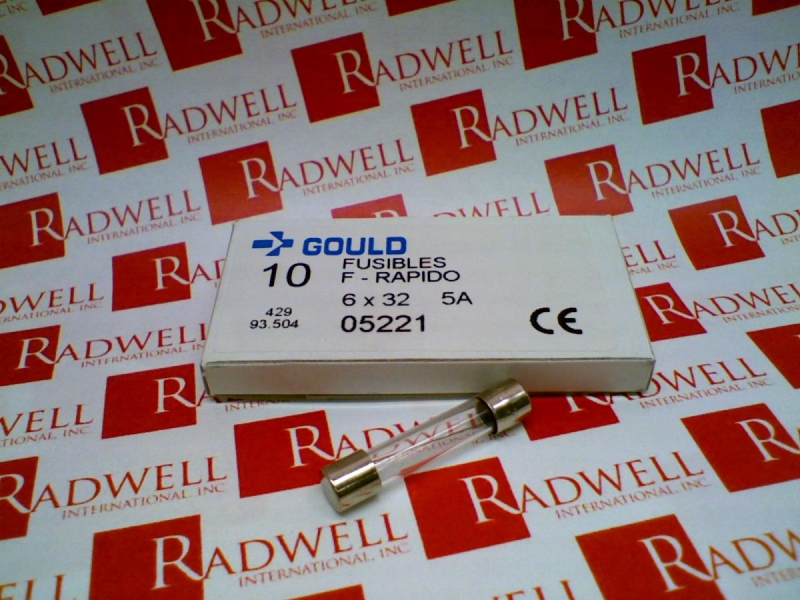 GOULD
10 FUSIBLES
F - RAPIDO
6 x 32 5A
429
93.504
05221
CE
RADWELL
INTERNATIONAL, INC.